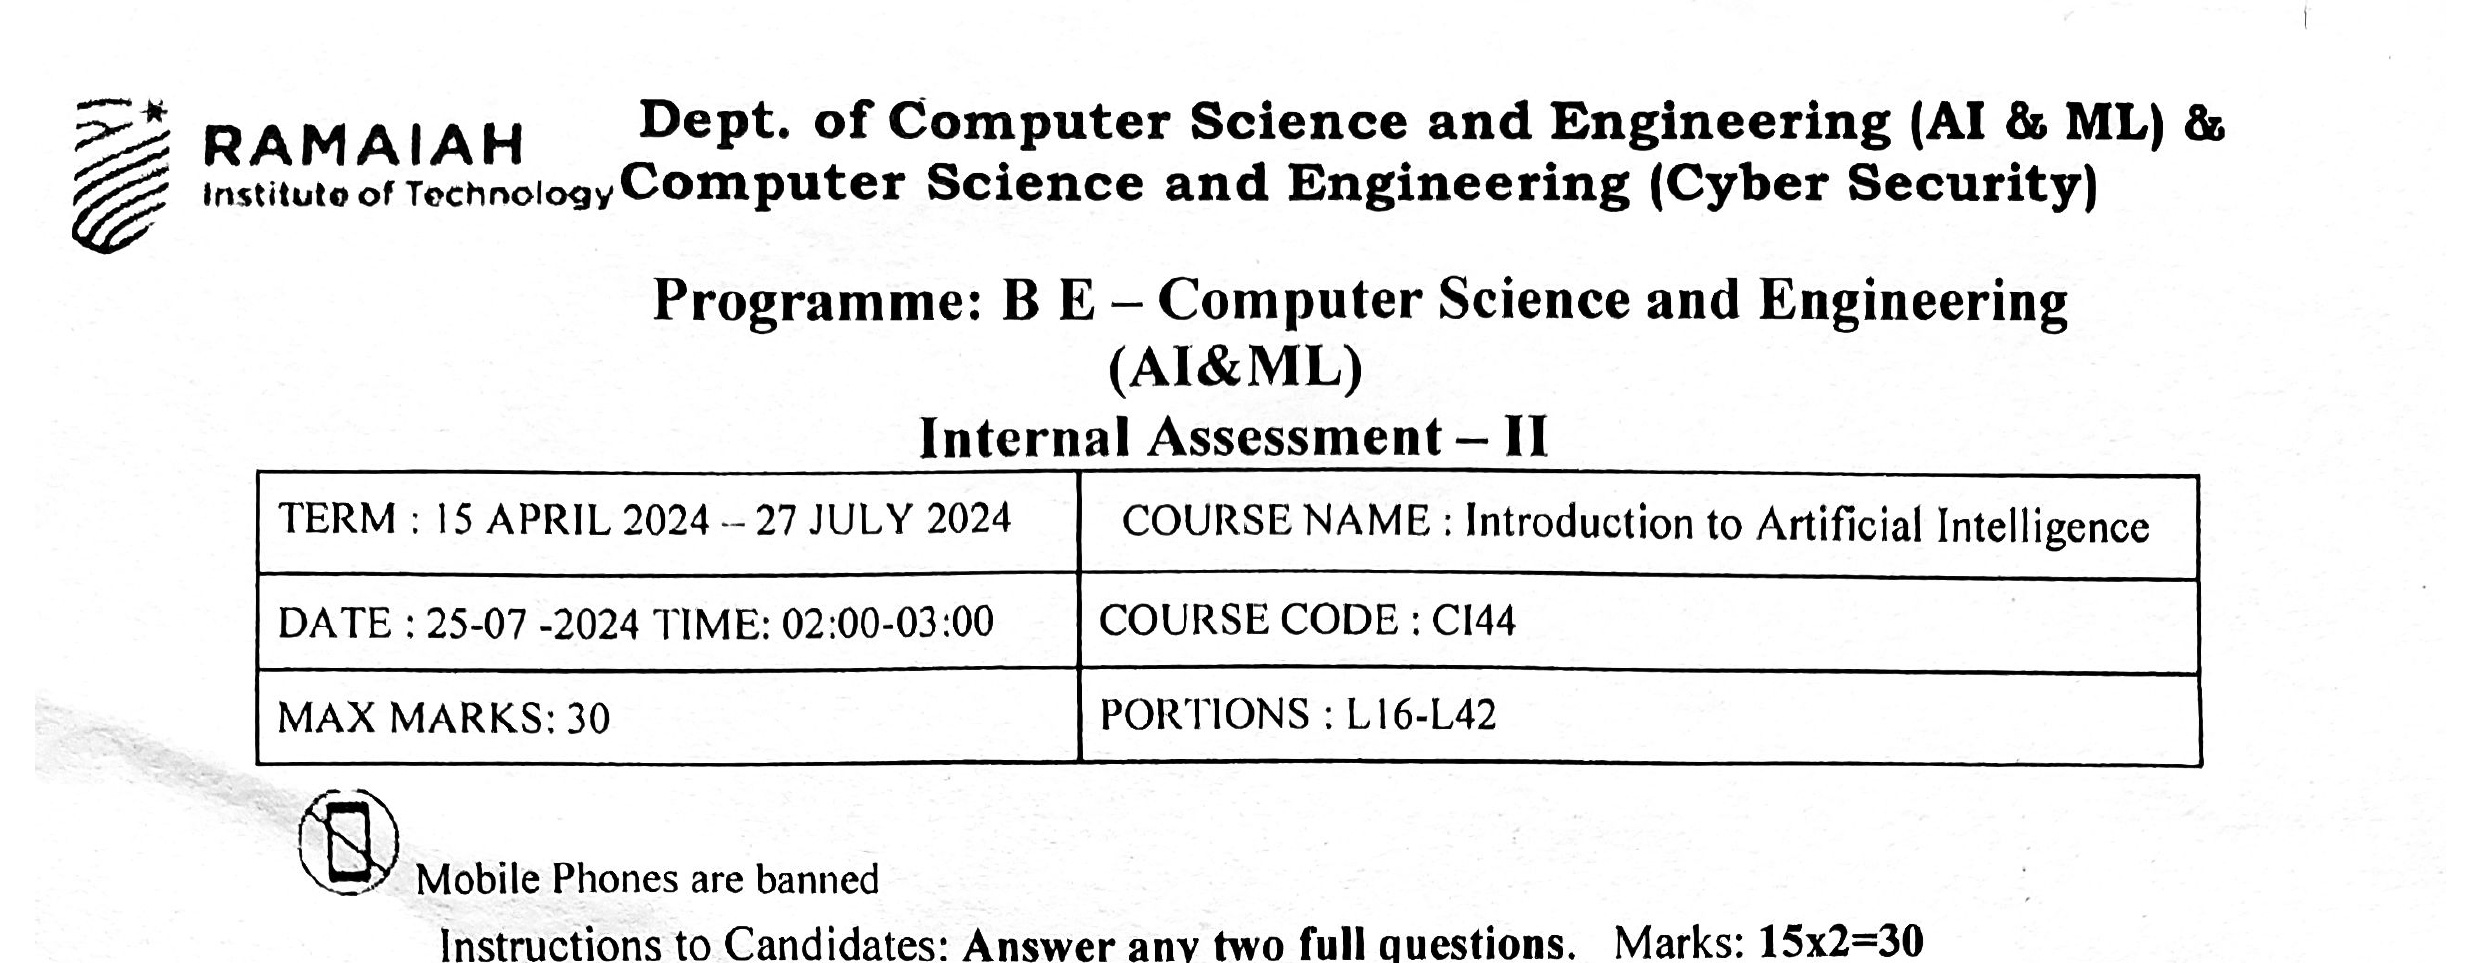 RAMAIAH
Institute of Technology
Dept. of Computer Science and Engineering (AI & ML) &
Computer Science and Engineering (Cyber Security)
Programme: B E – Computer Science and Engineering
(AI&ML)
Internal Assessment – II
TERM : 15 APRIL 2024 – 27 JULY 2024
COURSE NAME : Introduction to Artificial Intelligence
DATE : 25-07 -2024 TIME: 02:00-03:00
COURSE CODE : CI44
MAX MARKS: 30
PORTIONS : L16-L42
Mobile Phones are banned
Instructions to Candidates: Answer any two full questions. Marks: 15x2=30